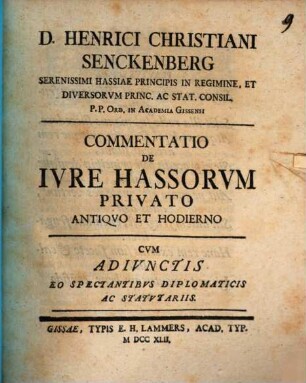 9
D. HENRICI CHRISTIANI
SENCKENBERG
SERENISSIMI HASSIAE PRINCIPIS IN REGIMINE, ET
DIVERSORVM PRINC. AC STAT. CONSIL,
P. P. ORD. IN ACADEMIA GISSENSI
COMMENTATIO
DE
IVRE HASSORVM
PRIVATO
ANTIQVO ET HODIERNO
CVM
ADIVNCTIS
EO SPECTANTIBVS DIPLOMATICIS
AC STATVTARIIS.
GISSAE, TYPIS E. H. LAMMERS, ACAD. TYP.
M DCC XLII.